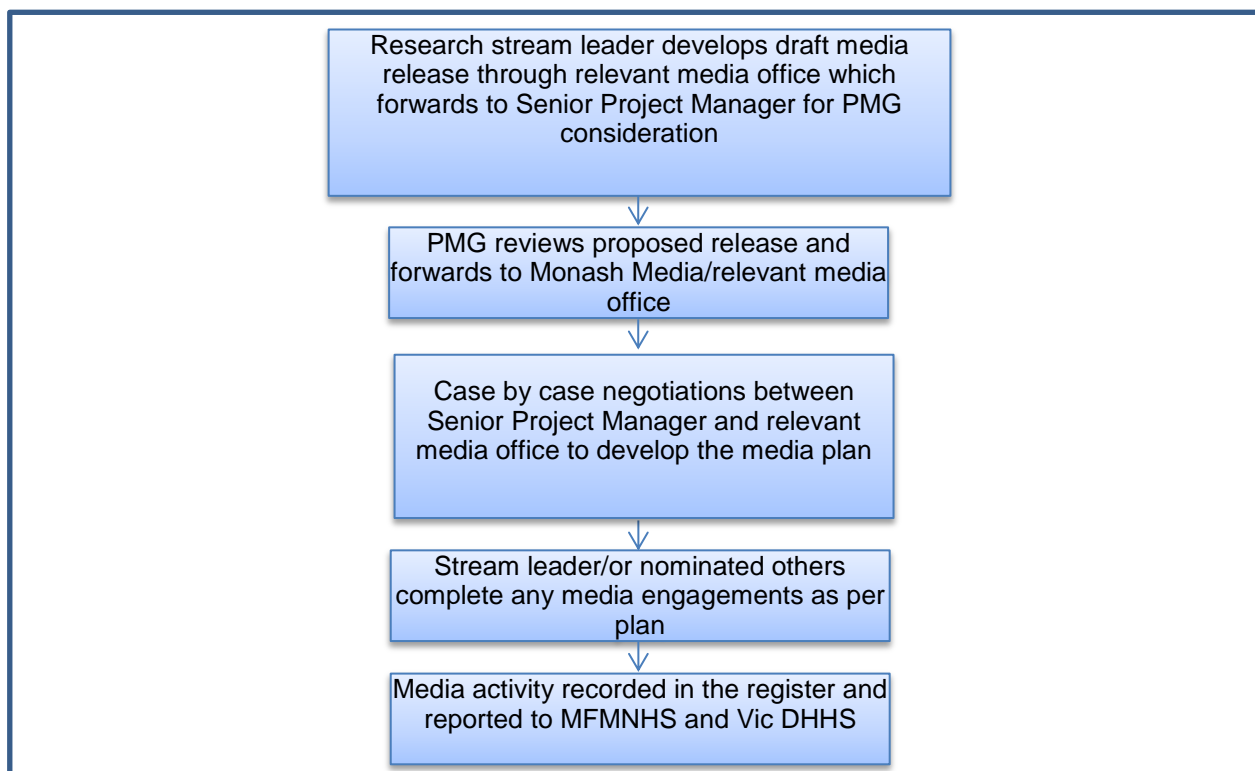 Research stream leader develops draft media
release through relevant media office which
forwards to Senior Project Manager for PMG
consideration
PMG reviews proposed release and
forwards to Monash Media/relevant media
office
Case by case negotiations between
Senior Project Manager and relevant
media office to develop the media plan
Stream leader/or nominated others
complete any media engagements as per
plan
Media activity recorded in the register and
reported to MFMNHS and Vic DHHS